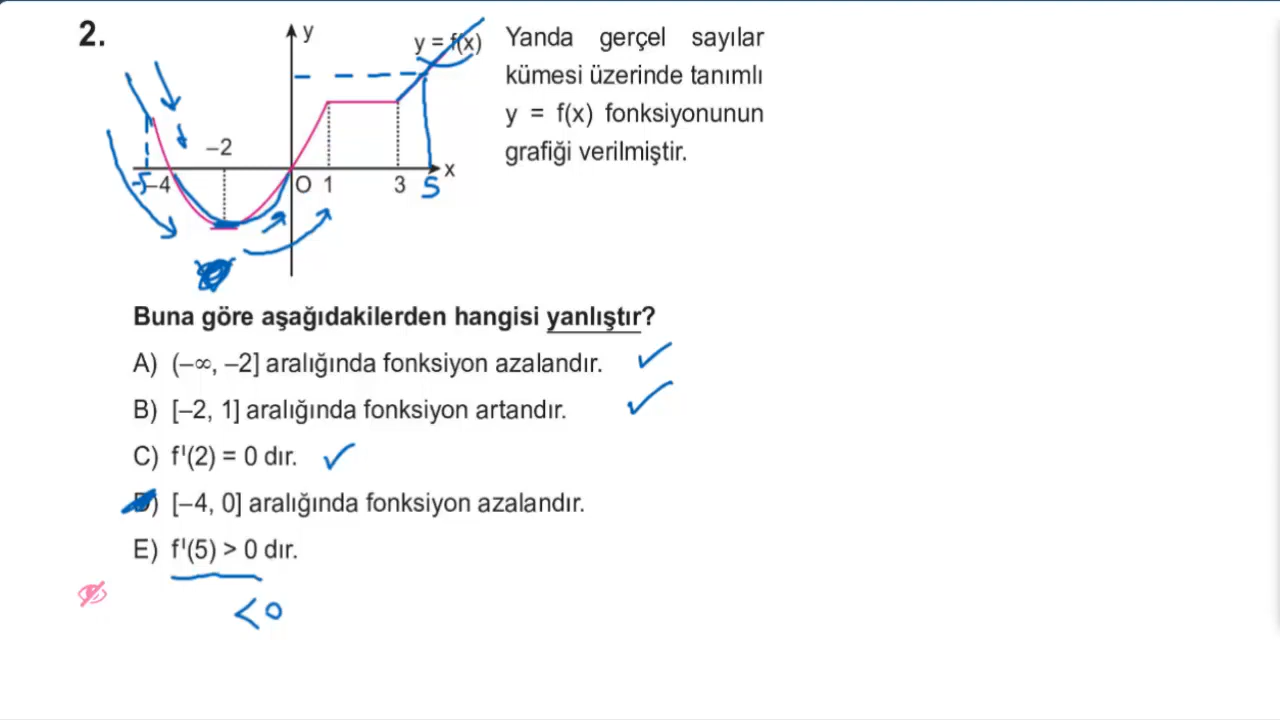 2.
y
y = f(x)
Yanda gerçel sayılar
kümesi üzerinde tanımlı
y = f(x) fonksiyonunun
grafiği verilmiştir.
–2
x
-5
–4
O
1
3
5
Buna göre aşağıdakilerden hangisi yanlıştır?
A) (–∞, –2] aralığında fonksiyon azalandır.
B) [–2, 1] aralığında fonksiyon artandır.
C) f'(2) = 0 dır.
D) [–4, 0] aralığında fonksiyon azalandır.
E) f'(5) > 0 dır.
<0